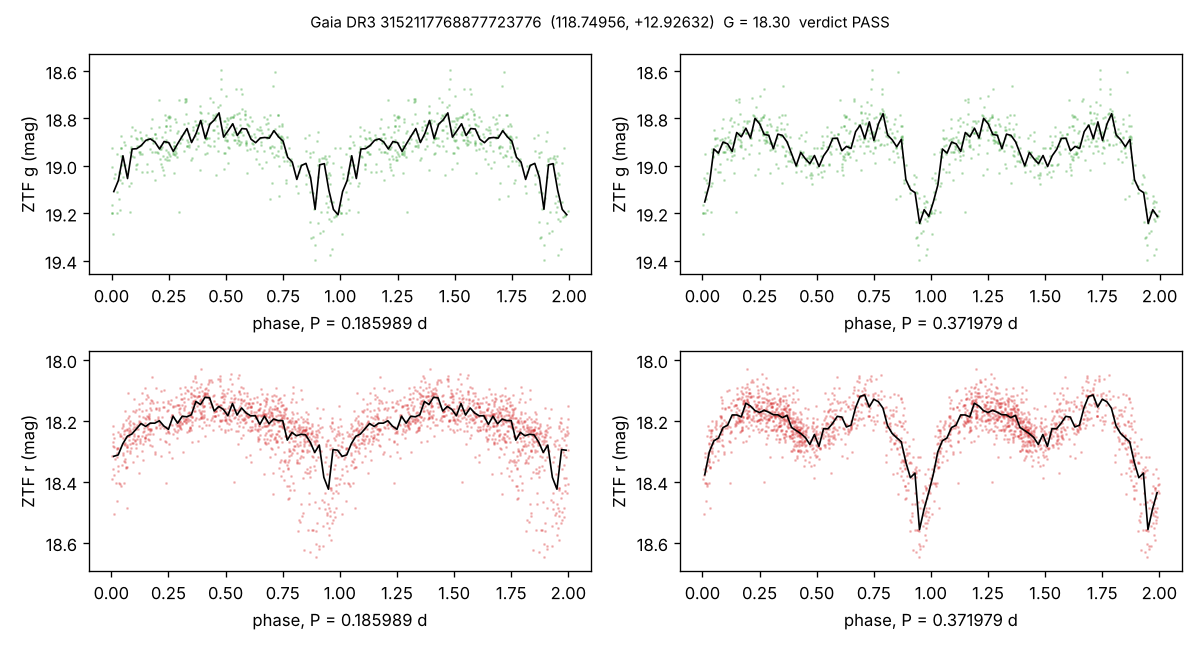 Gaia DR3 3152117768877723776 (118.74956, +12.92632) G = 18.30 verdict PASS
ZTF g (mag)
18.6
18.8
19.0
19.2
19.4
0.00 0.25 0.50 0.75 1.00 1.25 1.50 1.75 2.00
phase, P = 0.185989 d
ZTF g (mag)
18.6
18.8
19.0
19.2
19.4
0.00 0.25 0.50 0.75 1.00 1.25 1.50 1.75 2.00
phase, P = 0.371979 d
ZTF r (mag)
18.0
18.2
18.4
18.6
0.00 0.25 0.50 0.75 1.00 1.25 1.50 1.75 2.00
phase, P = 0.185989 d
ZTF r (mag)
18.0
18.2
18.4
18.6
0.00 0.25 0.50 0.75 1.00 1.25 1.50 1.75 2.00
phase, P = 0.371979 d